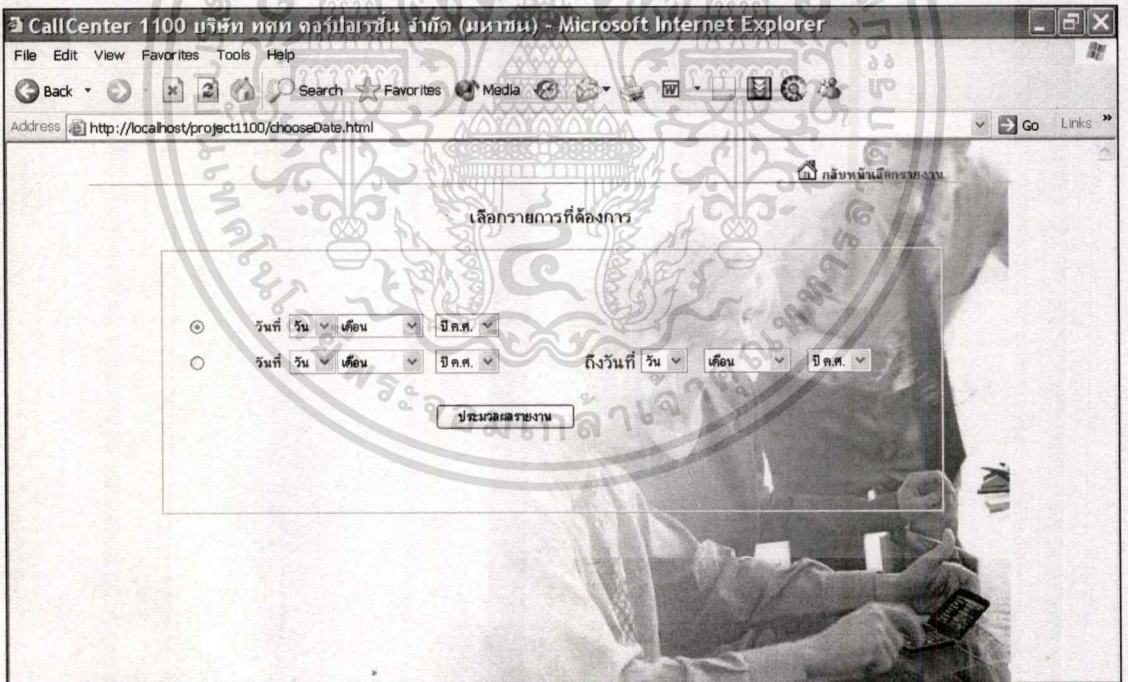 CallCenter 1100 บริษัท ทศท คอร์ปอเรชั่น จำกัด (มหาชน) - Microsoft Internet Explorer
File Edit View Favorites Tools Help
Back Search Favorites Media
Address http://localhost/project1100/chooseDate.html Go Links »
กลับหน้าเลือกรายงาน
เลือกรายการที่ต้องการ
วันที่ วัน เดือน ปี ค.ศ.
วันที่ วัน เดือน ปี ค.ศ. ถึงวันที่ วัน เดือน ปี ค.ศ.
ประมวลผลรายงาน